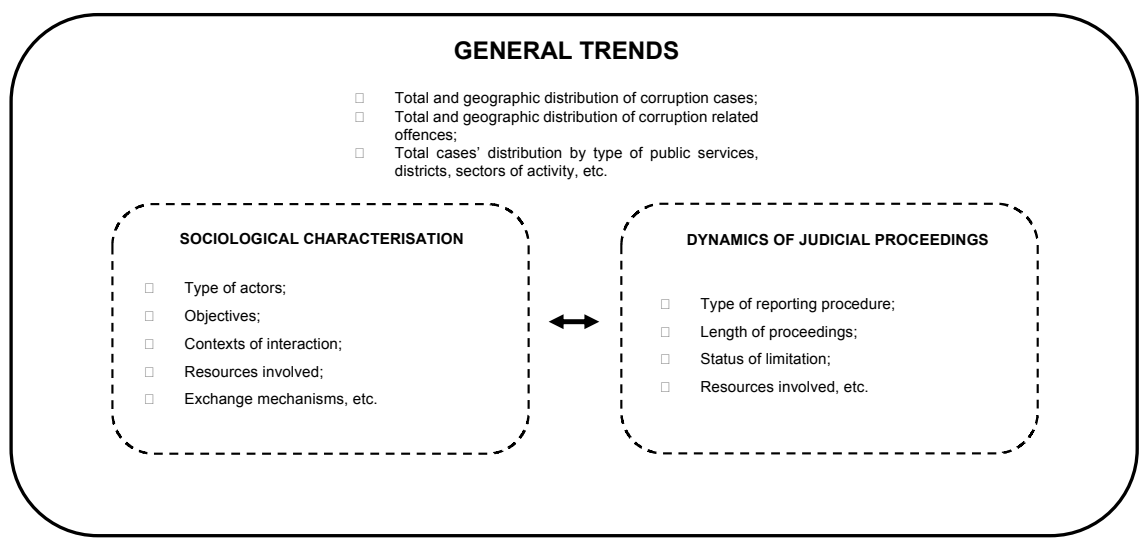 GENERAL TRENDS
Total and geographic distribution of corruption cases;
Total and geographic distribution of corruption related
offences;
Total cases’ distribution by type of public services,
districts, sectors of activity, etc.
SOCIOLOGICAL CHARACTERISATION
Type of actors;
Objectives;
Contexts of interaction;
Resources involved;
Exchange mechanisms, etc.
DYNAMICS OF JUDICIAL PROCEEDINGS
Type of reporting procedure;
Length of proceedings;
Status of limitation;
Resources involved, etc.